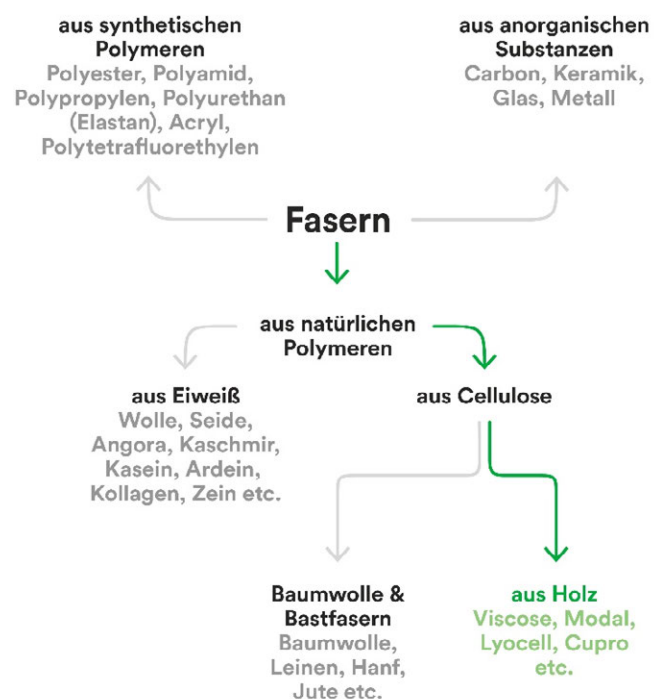 aus synthetischen
Polymeren
Polyester, Polyamid,
Polypropylen, Polyurethan
(Elastan), Acryl,
Polytetrafluorethylen
aus anorganischen
Substanzen
Carbon, Keramik,
Glas, Metall
Fasern
aus natürlichen
Polymeren
aus Eiweiß
Wolle, Seide,
Angora, Kaschmir,
Kasein, Ardein,
Kollagen, Zein etc.
aus Cellulose
Baumwolle &
Bastfasern
Baumwolle,
Leinen, Hanf,
Jute etc.
aus Holz
Viscose, Modal,
Lyocell, Cupro
etc.